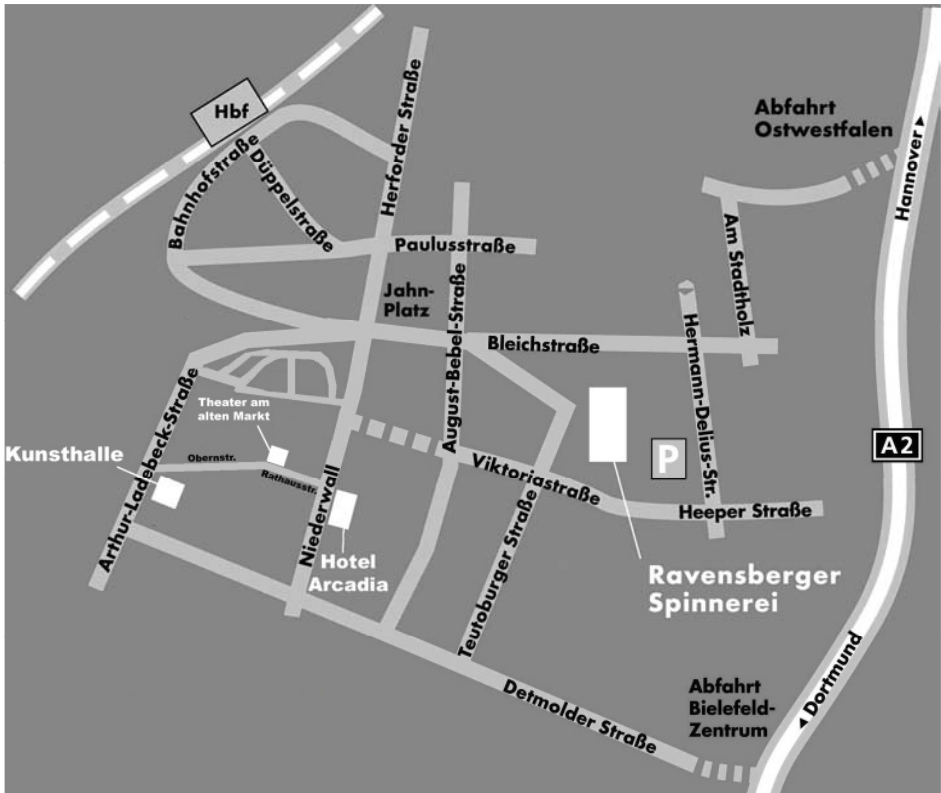 Hbf
Herforder Straße
Abfahrt
Ostwestfalen
Hannover
Bahnhofstraße
Düppelstraße
Paulusstraße
Am Stadtholz
Jahn-
Platz
August-Bebel-Straße
Bleichstraße
Hermann-Delius-Str.
Arthur-Ladebeck-Straße
Theater am
alten Markt
Kunsthalle
Obernstr.
Rathausstr.
Niederwall
Viktoriastraße
P
A2
Heeper Straße
Hotel
Arcadia
Teutoburger Straße
Ravensberger
Spinnerei
Detmolder Straße
Abfahrt
Bielefeld-
Zentrum
Dortmund